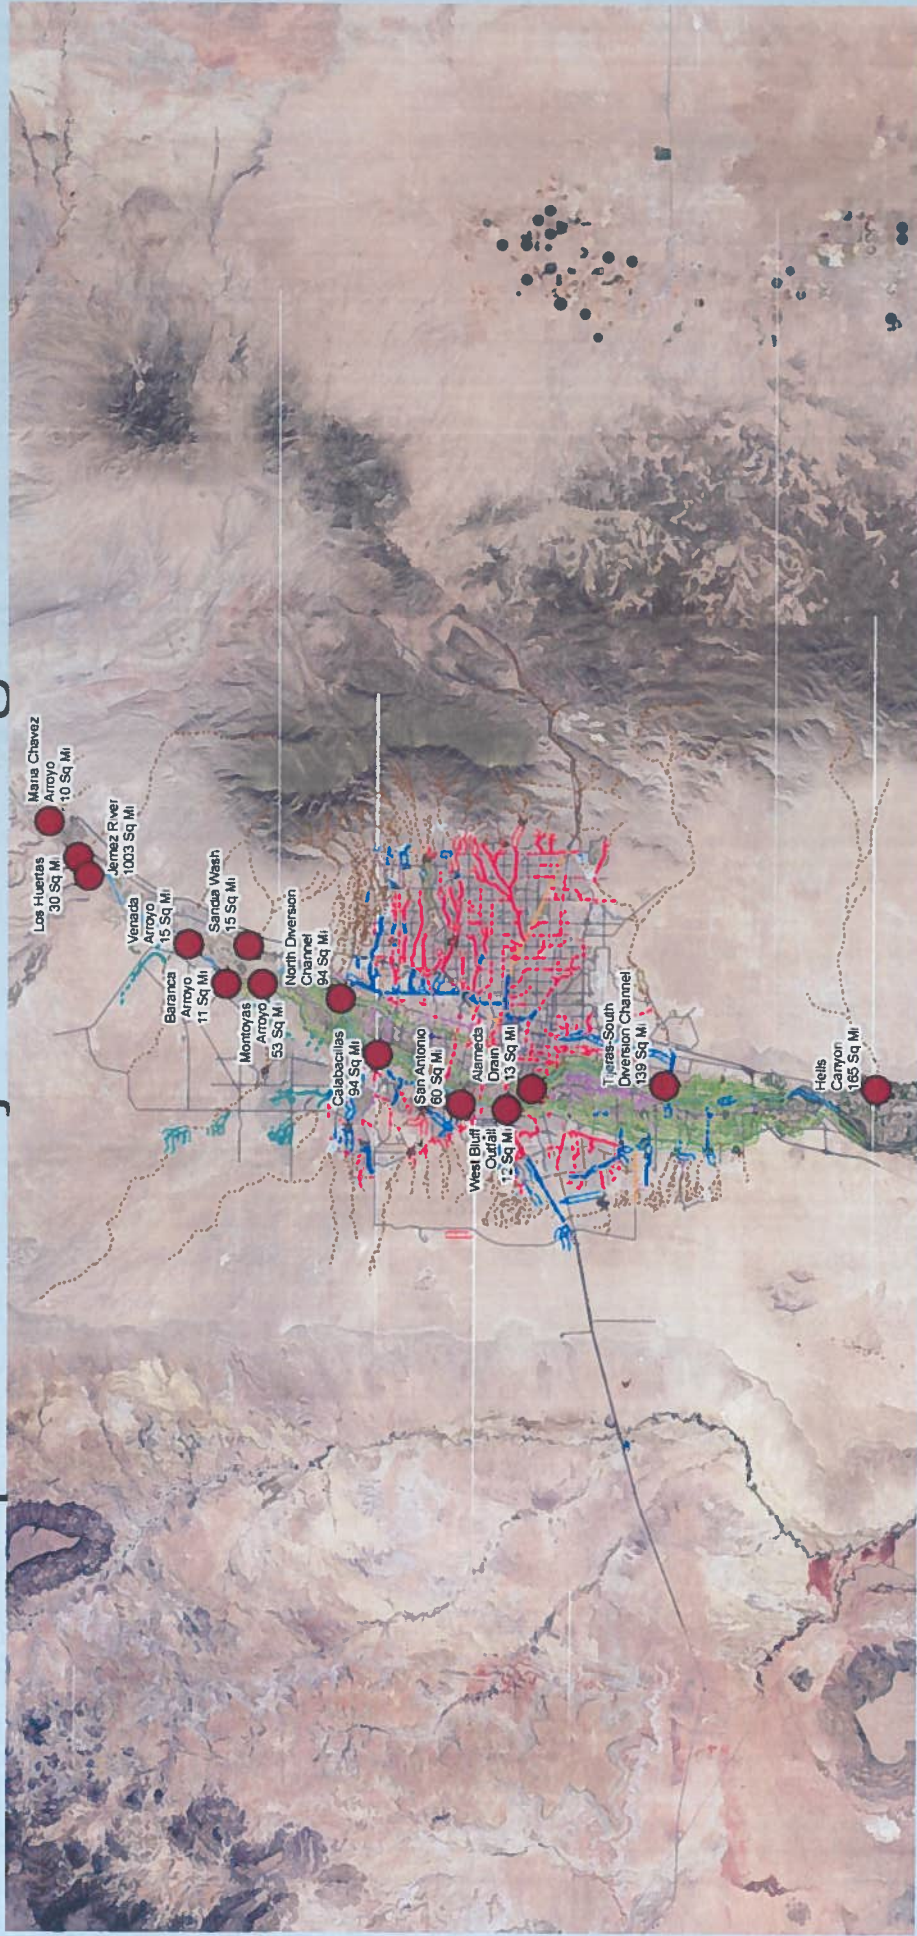 Maria Chavez
Arroyo
10 Sq Mi
Los Huertas
30 Sq Mi
Jemez River
1003 Sq Mi
Venada
Arroyo
15 Sq Mi
Sandia Wash
15 Sq Mi
Baranca
Arroyo
11 Sq Mi
Montoyas
Arroyo
53 Sq Mi
North Diversion
Channel
94 Sq Mi
Calabacillas
94 Sq Mi
San Antonio
60 Sq Mi
Alameda
Drain
13 Sq Mi
West Bluff
Outfall
12 Sq Mi
Tijeras-South
Diversion Channel
139 Sq Mi
Hells
Canyon
165 Sq Mi